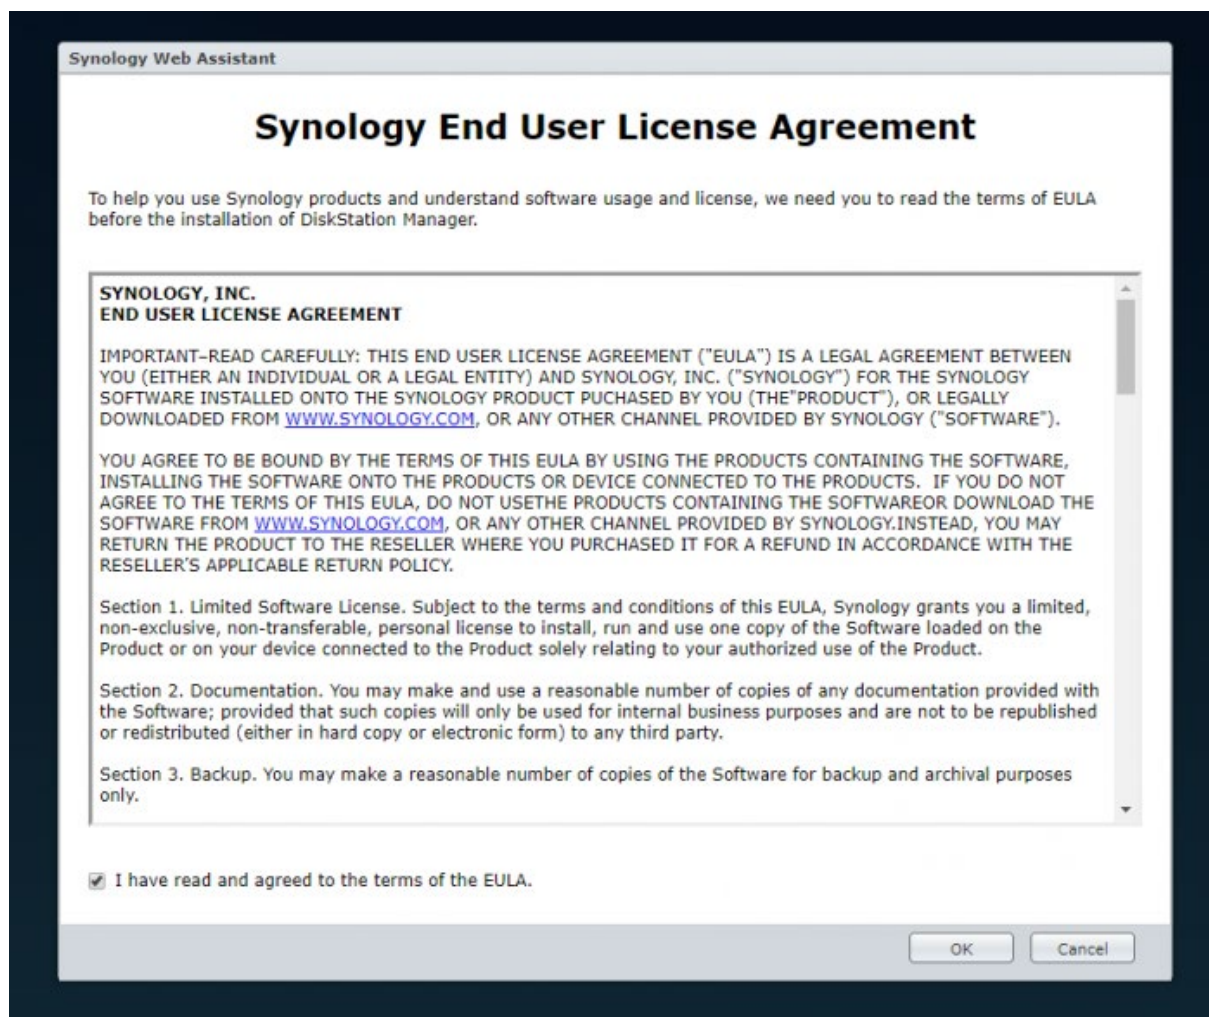 Synology Web Assistant
Synology End User License Agreement
To help you use Synology products and understand software usage and license, we need you to read the terms of EULA
before the installation of DiskStation Manager.
SYNOLOGY, INC.
END USER LICENSE AGREEMENT
IMPORTANT–READ CAREFULLY: THIS END USER LICENSE AGREEMENT ("EULA") IS A LEGAL AGREEMENT BETWEEN
YOU (EITHER AN INDIVIDUAL OR A LEGAL ENTITY) AND SYNOLOGY, INC. ("SYNOLOGY") FOR THE SYNOLOGY
SOFTWARE INSTALLED ONTO THE SYNOLOGY PRODUCT PUCHASED BY YOU (THE"PRODUCT"), OR LEGALLY
DOWNLOADED FROM WWW.SYNOLOGY.COM, OR ANY OTHER CHANNEL PROVIDED BY SYNOLOGY ("SOFTWARE").
YOU AGREE TO BE BOUND BY THE TERMS OF THIS EULA BY USING THE PRODUCTS CONTAINING THE SOFTWARE,
INSTALLING THE SOFTWARE ONTO THE PRODUCTS OR DEVICE CONNECTED TO THE PRODUCTS.  IF YOU DO NOT
AGREE TO THE TERMS OF THIS EULA, DO NOT USETHE PRODUCTS CONTAINING THE SOFTWAREOR DOWNLOAD THE
SOFTWARE FROM WWW.SYNOLOGY.COM, OR ANY OTHER CHANNEL PROVIDED BY SYNOLOGY.INSTEAD, YOU MAY
RETURN THE PRODUCT TO THE RESELLER WHERE YOU PURCHASED IT FOR A REFUND IN ACCORDANCE WITH THE
RESELLER'S APPLICABLE RETURN POLICY.
Section 1. Limited Software License. Subject to the terms and conditions of this EULA, Synology grants you a limited,
non-exclusive, non-transferable, personal license to install, run and use one copy of the Software loaded on the
Product or on your device connected to the Product solely relating to your authorized use of the Product.
Section 2. Documentation. You may make and use a reasonable number of copies of any documentation provided with
the Software; provided that such copies will only be used for internal business purposes and are not to be republished
or redistributed (either in hard copy or electronic form) to any third party.
Section 3. Backup. You may make a reasonable number of copies of the Software for backup and archival purposes
only.
I have read and agreed to the terms of the EULA.
OK Cancel